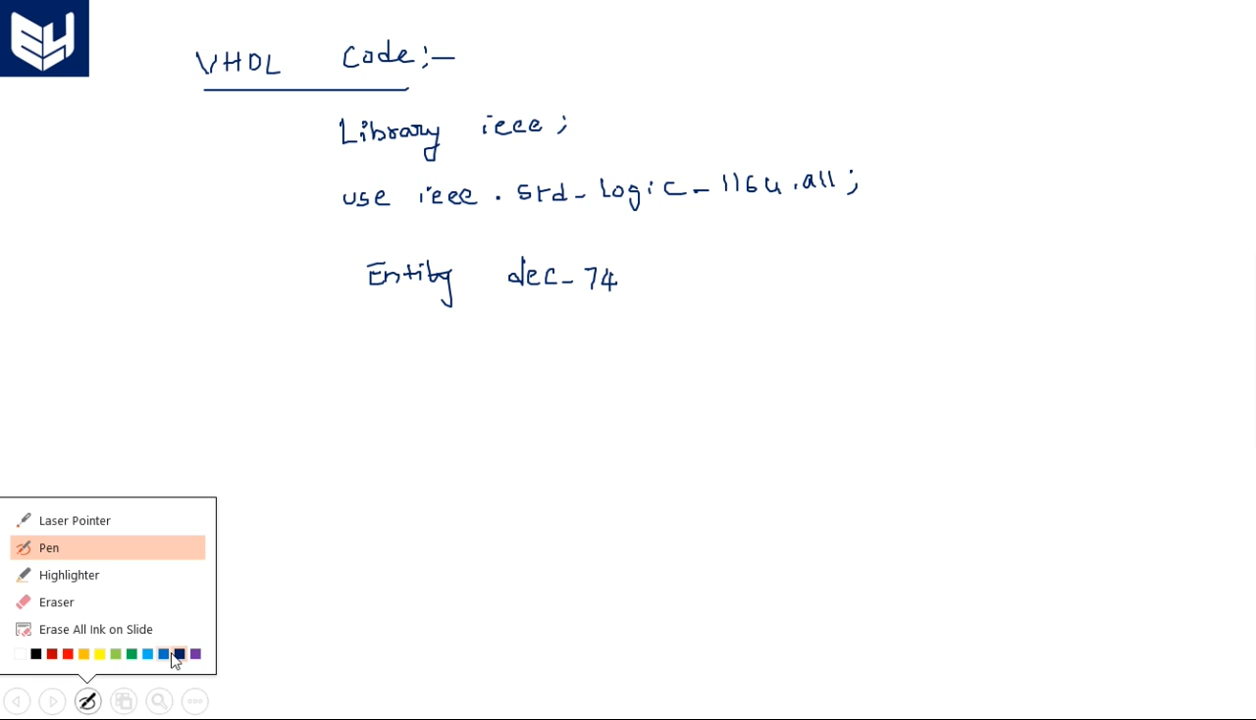 VHDL Code:-
Library ieee;
use ieee.std_logic_1164.all;
Entity dec_74
Laser Pointer
Pen
Highlighter
Eraser
Erase All Ink on Slide